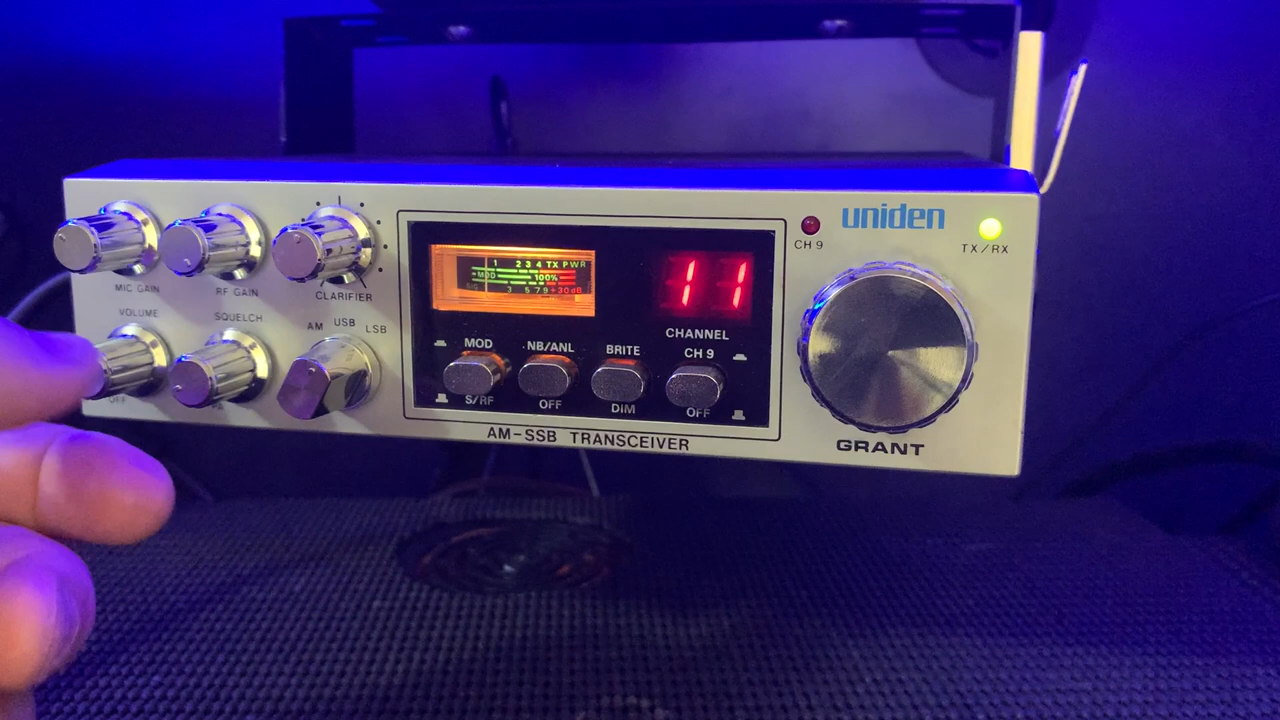 MIC GAIN
RF GAIN
CLARIFIER
VOLUME
OFF
SQUELCH
PA
AM USB LSB
1 2 3 4 TX PWR
MOD 100%
3 5 7 9 +30dB
11
CHANNEL
MOD
S/RF
NB/ANL
OFF
BRITE
DIM
CH 9
OFF
AM-SSB TRANSCEIVER
CH 9
uniden
TX/RX
GRANT